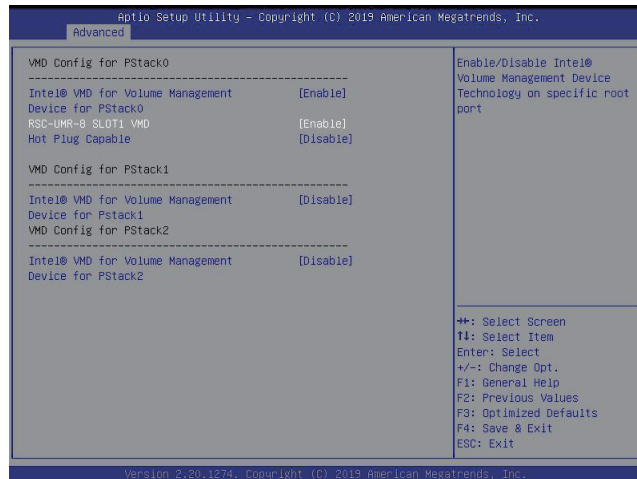 Aptio Setup Utility – Copyright (C) 2019 American Megatrends, Inc.
Advanced
VMD Config for PStack0
------------------------------------------------
Intel® VMD for Volume Management [Enable]
Device for PStack0
RSC-UMR-8 SLOT1 VMD [Enable]
Hot Plug Capable [Disable]
VMD Config for PStack1
------------------------------------------------
Intel® VMD for Volume Management [Disable]
Device for Pstack1
VMD Config for PStack2
------------------------------------------------
Intel® VMD for Volume Management [Disable]
Device for PStack2
Enable/Disable Intel®
Volume Management Device
Technology on specific root
port
→←: Select Screen
↑↓: Select Item
Enter: Select
+/-: Change Opt.
F1: General Help
F2: Previous Values
F3: Optimized Defaults
F4: Save & Exit
ESC: Exit
Version 2.20.1274. Copyright (C) 2019 American Megatrends, Inc.